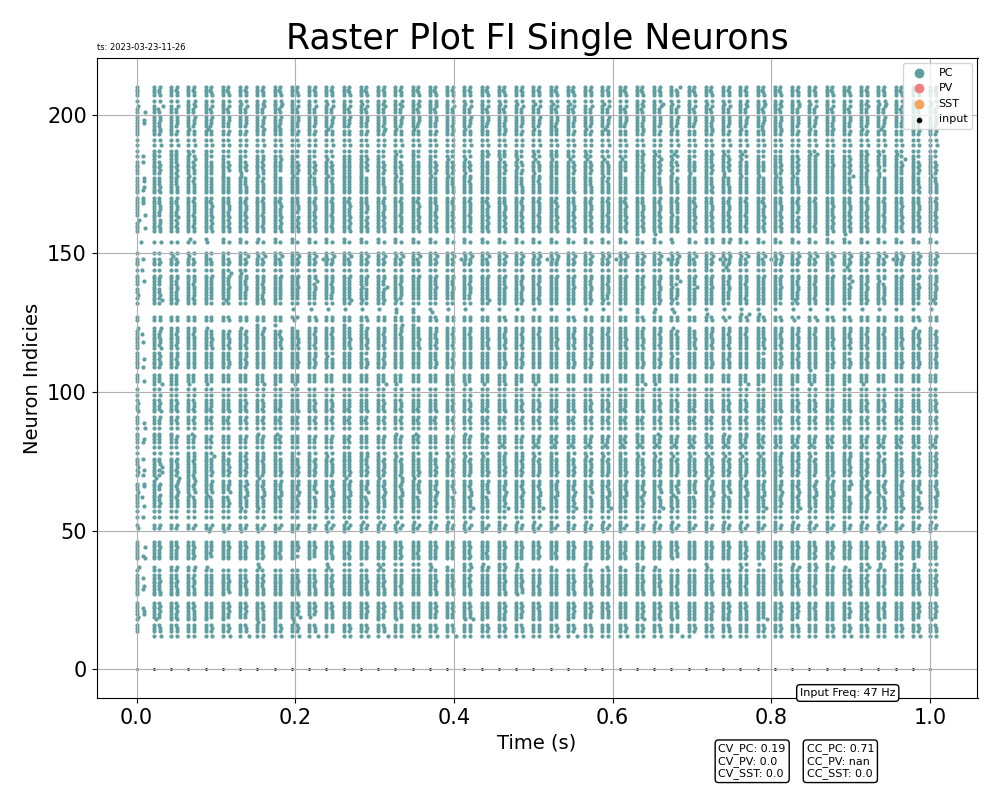 Raster Plot FI Single Neurons
ts: 2023-03-23-11-26
PC
PV
SST
input
200
150
100
50
0
Neuron Indicies
0.0 0.2 0.4 0.6 0.8 1.0
Time (s)
Input Freq: 47 Hz
CV_PC: 0.19
CV_PV: 0.0
CV_SST: 0.0
CC_PC: 0.71
CC_PV: nan
CC_SST: 0.0